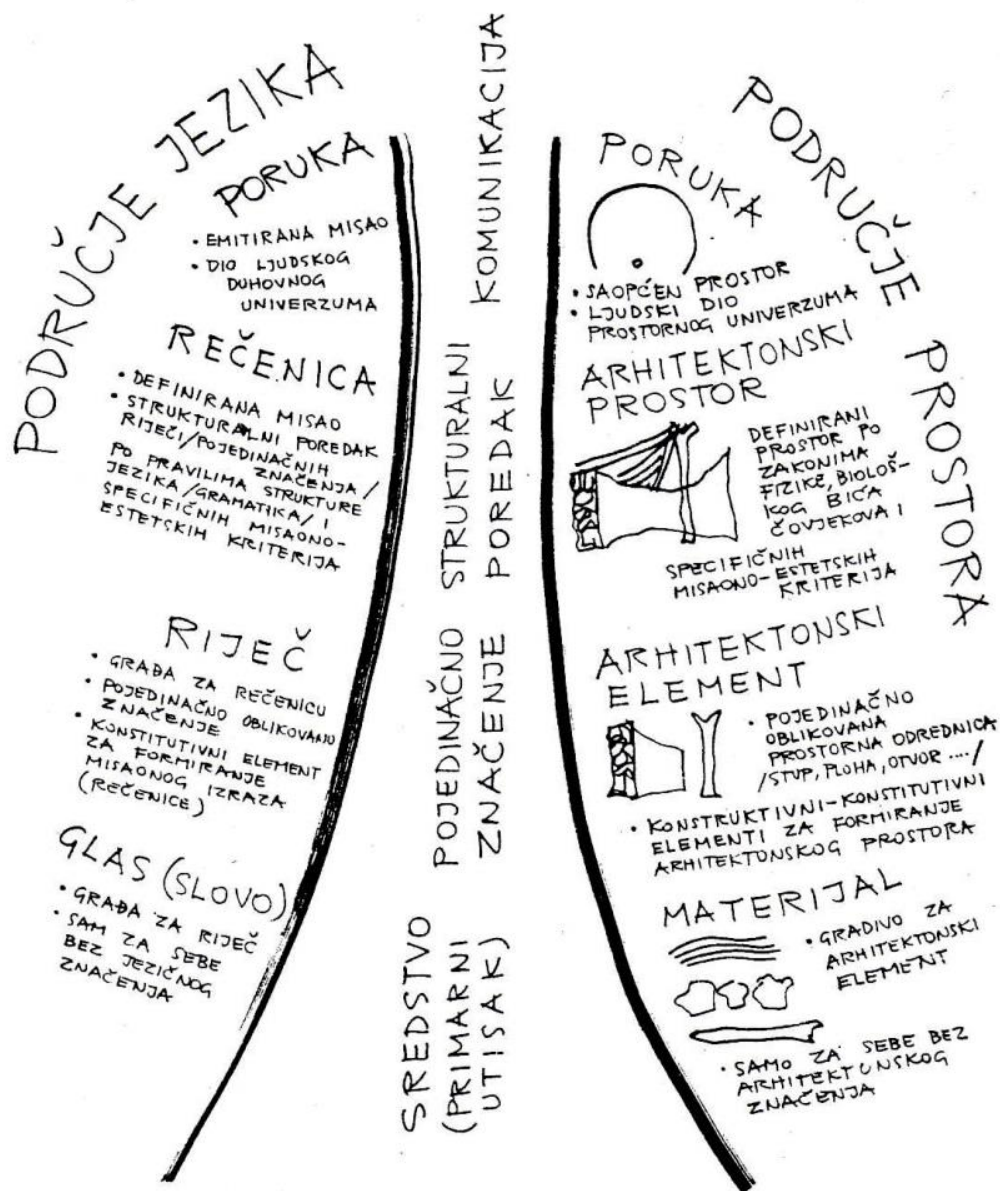 PODRUČJE JEZIKA
PORUKA
• EMITIRANA MISAO
• DIO LJUDSKOG
DUHOVNOG
UNIVERZUMA
REČENICA
• DEFINIRANA MISAO
• STRUKTURALNI POREDAK
RIJEČI/POJEDINAČNIH
ZNAČENJA/
PO PRAVILIMA STRUKTURE
JEZIKA/GRAMATIKA/ I
SPECIFIČNIH MISAONO-
ESTETSKIH KRITERIJA
RIJEČ
• GRAĐA ZA REČENICU
• POJEDINAČNO OBLIKOVANO
ZNAČENJE
• KONSTITUTIVNI ELEMENT
ZA FORMIRANJE
MISAONOG IZRAZA
(REČENICE)
GLAS (SLOVO)
• GRAĐA ZA RIJEČ
• SAM ZA SEBE
BEZ JEZIČNOG
ZNAČENJA
KOMUNIKACIJA
STRUKTURALNI
POREDAK
POJEDINAČNO
ZNAČENJE
SREDSTVO
(PRIMARNI
UTISAK)
PODRUČJE PROSTORA
PORUKA
• SAOPĆEN PROSTOR
• LJUDSKI DIO
PROSTORNOG UNIVERZUMA
ARHITEKTONSKI
PROSTOR
DEFINIRANI
PROSTOR PO
ZAKONIMA
FIZIKE, BIOLOŠ-
KOG BIĆA
ČOVJEKOVA I
SPECIFIČNIH
MISAONO-ESTETSKIH
KRITERIJA
ARHITEKTONSKI
ELEMENT
• POJEDINAČNO
OBLIKOVANA
PROSTORNA ODREDNICA
/STUP, PLOHA, OTVOR..../
• KONSTRUKTIVNI-KONSTITUTIVNI
ELEMENTI ZA FORMIRANJE
ARHITEKTONSKOG PROSTORA
MATERIJAL
• GRADIVO ZA
ARHITEKTONSKI
ELEMENT
• SAMO ZA SEBE BEZ
ARHITEKTONSKOG
ZNAČENJA